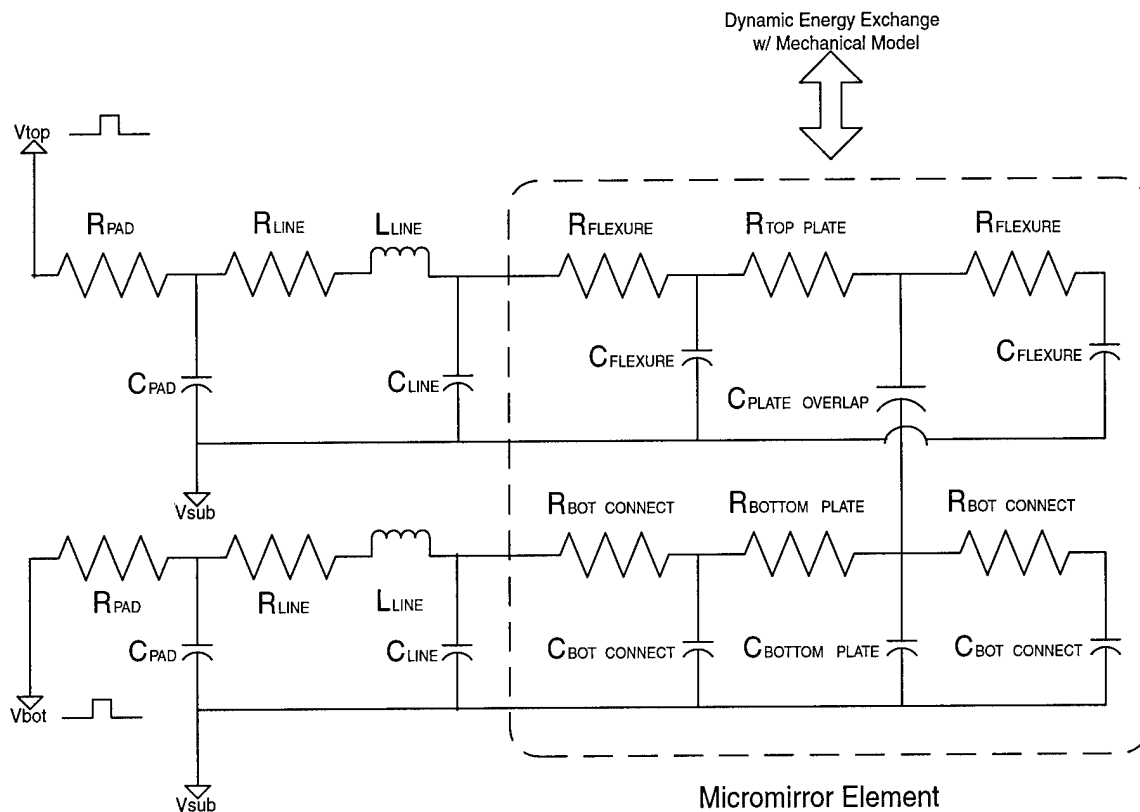 Dynamic Energy Exchange
w/ Mechanical Model
Vtop
RPAD
RLINE
LLINE
RFLEXURE
RTOP PLATE
RFLEXURE
CPAD
CLINE
CFLEXURE
CPLATE OVERLAP
CFLEXURE
Vsub
RBOT CONNECT
RBOTTOM PLATE
RBOT CONNECT
RPAD
RLINE
LLINE
CPAD
CLINE
CBOT CONNECT
CBOTTOM PLATE
CBOT CONNECT
Vbot
Vsub
Micromirror Element